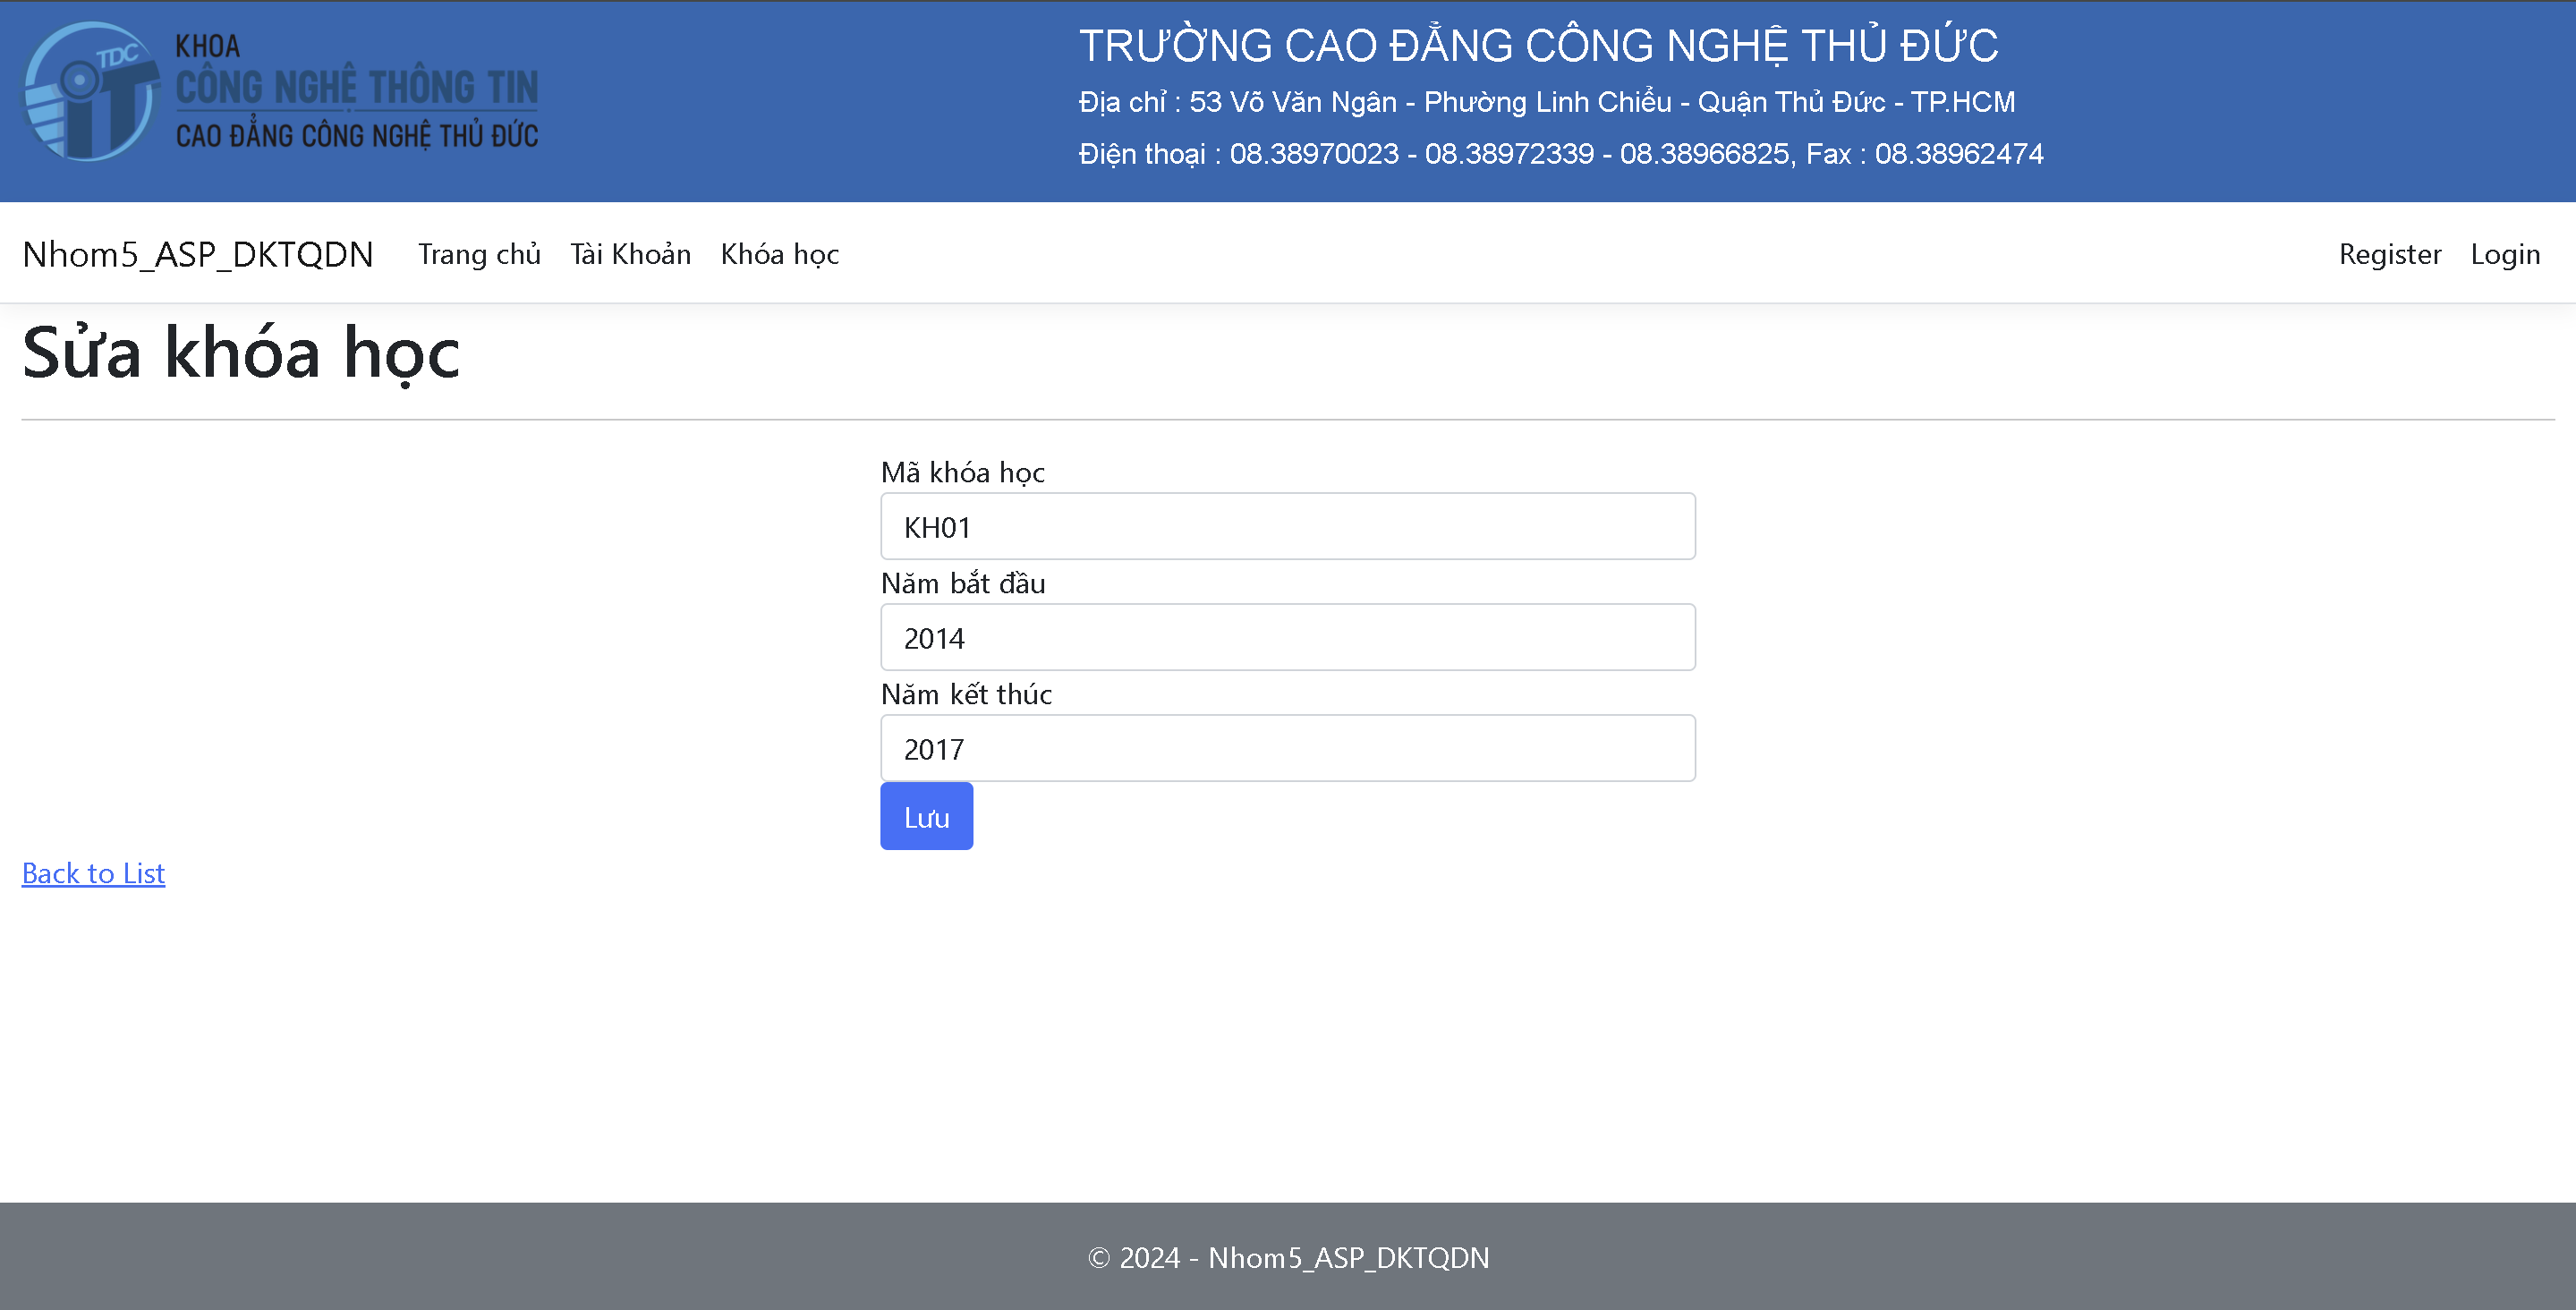 TDC
iT
KHOA
CÔNG NGHỆ THÔNG TIN
CAO ĐẲNG CÔNG NGHỆ THỦ ĐỨC
TRƯỜNG CAO ĐẲNG CÔNG NGHỆ THỦ ĐỨC
Địa chỉ : 53 Võ Văn Ngân - Phường Linh Chiểu - Quận Thủ Đức - TP.HCM
Điện thoại : 08.38970023 - 08.38972339 - 08.38966825, Fax : 08.38962474
Nhom5_ASP_DKTQDN Trang chủ Tài Khoản Khóa học Register Login
Sửa khóa học
Mã khóa học
KH01
Năm bắt đầu
2014
Năm kết thúc
2017
Lưu
Back to List
© 2024 - Nhom5_ASP_DKTQDN